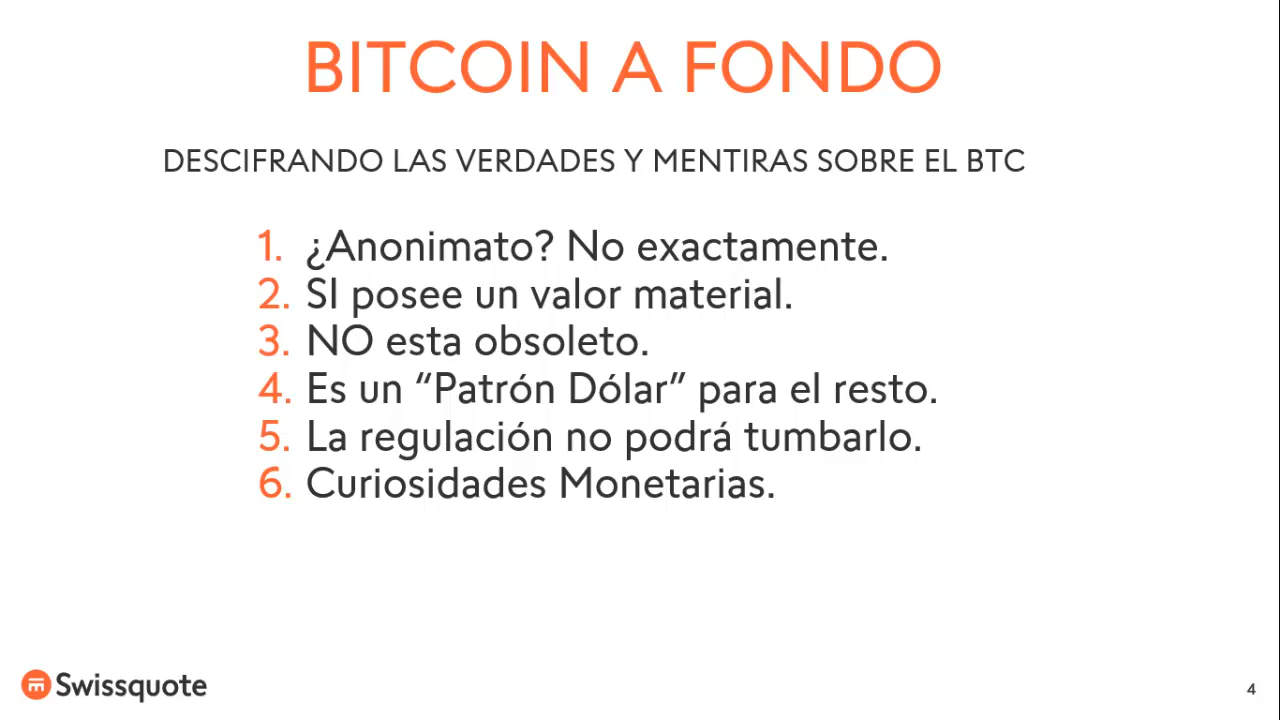 BITCOIN A FONDO
DESCIFRANDO LAS VERDADES Y MENTIRAS SOBRE EL BTC
1. ¿Anonimato? No exactamente.
2. SI posee un valor material.
3. NO esta obsoleto.
4. Es un “Patrón Dólar” para el resto.
5. La regulación no podrá tumbarlo.
6. Curiosidades Monetarias.
Swissquote
4